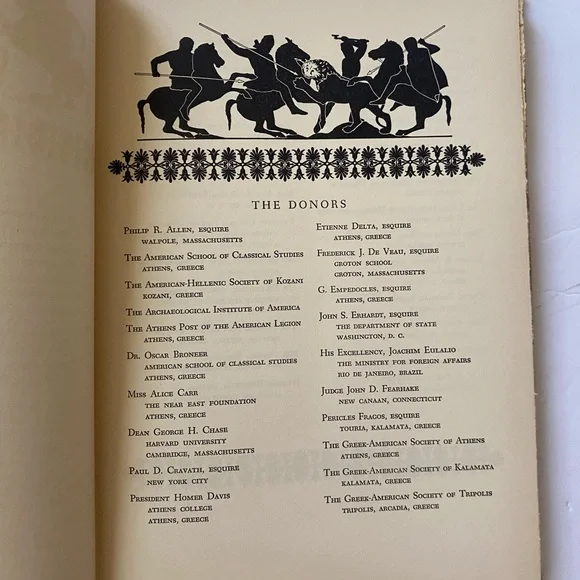 THE DONORS
PHILIP R. ALLEN, ESQUIRE
WALPOLE, MASSACHUSETTS
THE AMERICAN SCHOOL OF CLASSICAL STUDIES
ATHENS, GREECE
THE AMERICAN-HELLENIC SOCIETY OF KOZANI
KOZANI, GREECE
THE ARCHAEOLOGICAL INSTITUTE OF AMERICA
THE ATHENS POST OF THE AMERICAN LEGION
ATHENS, GREECE
DR. OSCAR BRONEER
AMERICAN SCHOOL OF CLASSICAL STUDIES
ATHENS, GREECE
MISS ALICE CARR
THE NEAR EAST FOUNDATION
ATHENS, GREECE
DEAN GEORGE H. CHASE
HARVARD UNIVERSITY
CAMBRIDGE, MASSACHUSETTS
PAUL D. CRAVATH, ESQUIRE
NEW YORK CITY
PRESIDENT HOMER DAVIS
ATHENS COLLEGE
ATHENS, GREECE
ETIENNE DELTA, ESQUIRE
ATHENS, GREECE
FREDERICK J. DE VEAU, ESQUIRE
GROTON SCHOOL
GROTON, MASSACHUSETTS
G. EMPEDOCLES, ESQUIRE
ATHENS, GREECE
JOHN S. ERHARDT, ESQUIRE
THE DEPARTMENT OF STATE
WASHINGTON, D. C.
HIS EXCELLENCY, JOACHIM EULALIO
THE MINISTRY FOR FOREIGN AFFAIRS
RIO DE JANEIRO, BRAZIL
JUDGE JOHN D. FEARHAKE
NEW CANAAN, CONNECTICUT
PERICLES FRAGOS, ESQUIRE
TOURIA, KALAMATA, GREECE
THE GREEK-AMERICAN SOCIETY OF ATHENS
ATHENS, GREECE
THE GREEK-AMERICAN SOCIETY OF KALAMATA
KALAMATA, GREECE
THE GREEK-AMERICAN SOCIETY OF TRIPOLIS
TRIPOLIS, ARCADIA, GREECE